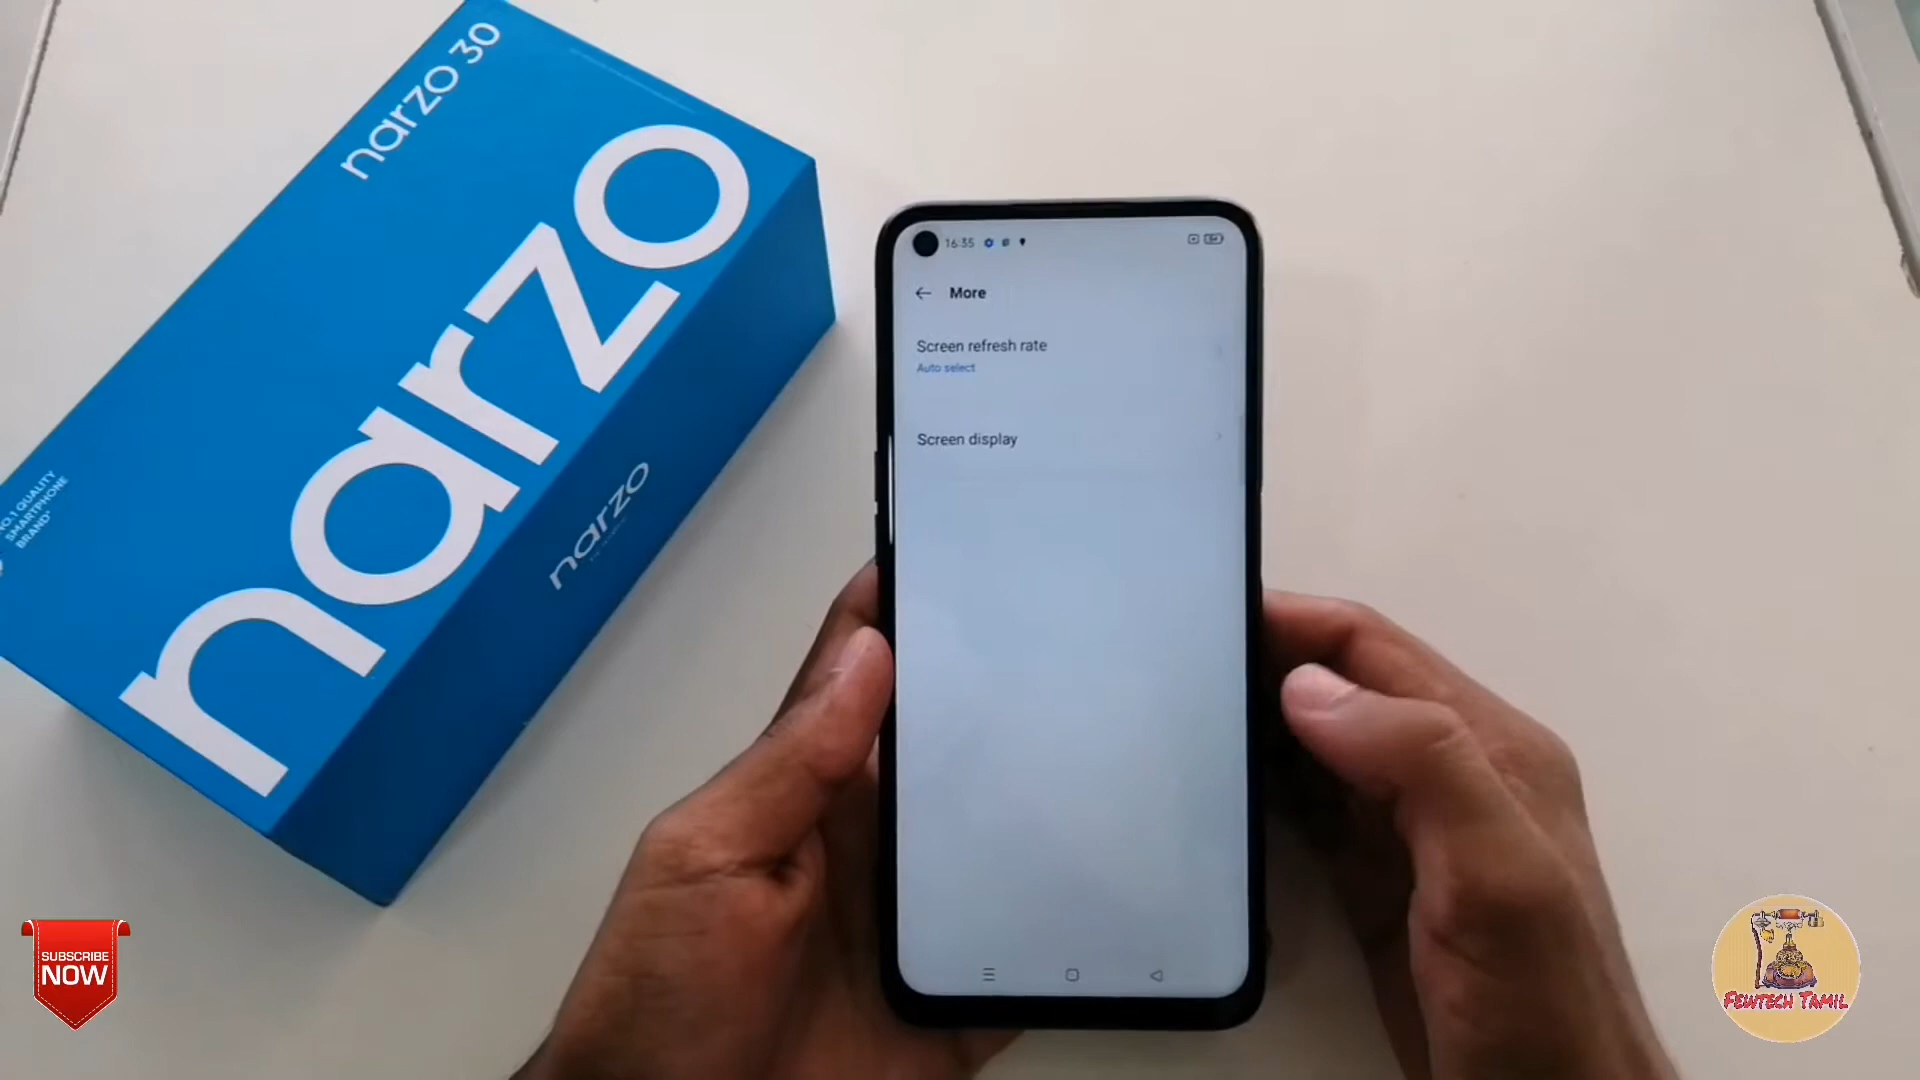 narzo 30
narzo
narzo
NO.1 QUALITY
SMARTPHONE
BRAND*
16:35
More
Screen refresh rate
Auto select
Screen display
SUBSCRIBE
NOW
FEWTECH TAMIL